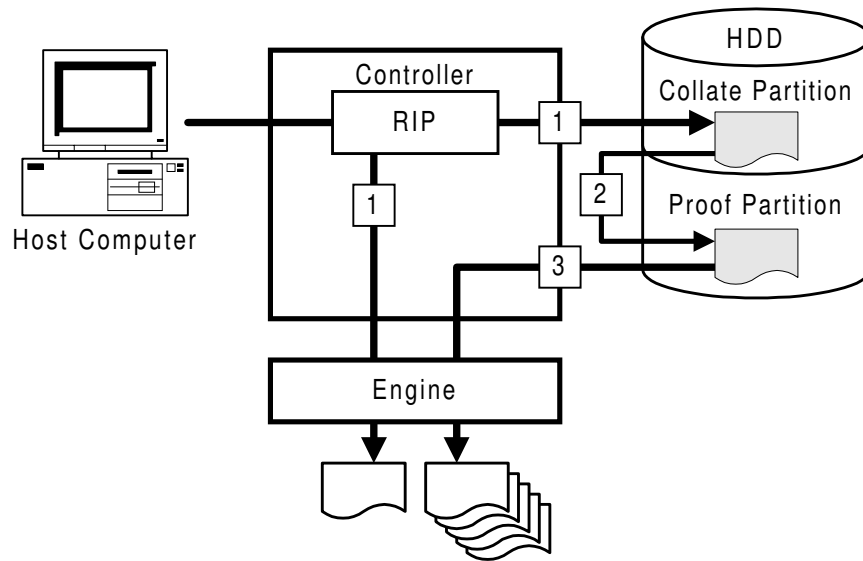 HDD
Controller
Collate Partition
RIP
1
1
2
Proof Partition
Host Computer
3
Engine